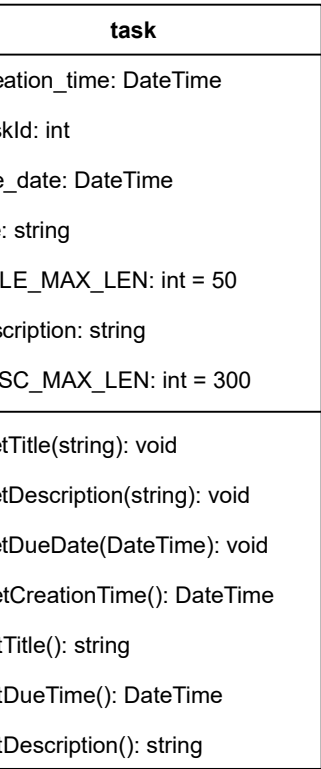 task
eation_time: DateTime
skId: int
e_date: DateTime
e: string
LE_MAX_LEN: int = 50
scription: string
SC_MAX_LEN: int = 300
etTitle(string): void
etDescription(string): void
etDueDate(DateTime): void
etCreationTime(): DateTime
tTitle(): string
tDueTime(): DateTime
tDescription(): string